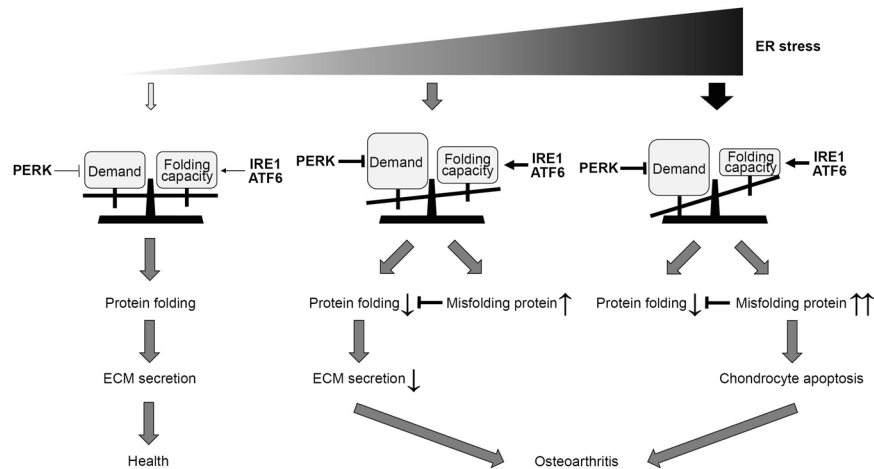 ER stress
PERK
Demand
Folding
capacity
IRE1
ATF6
PERK
Demand
Folding
capacity
IRE1
ATF6
PERK
Demand
Folding
capacity
IRE1
ATF6
Protein folding
Protein folding ↓
Misfolding protein ↑
Protein folding ↓
Misfolding protein ↑↑
ECM secretion
ECM secretion ↓
Chondrocyte apoptosis
Health
Osteoarthritis